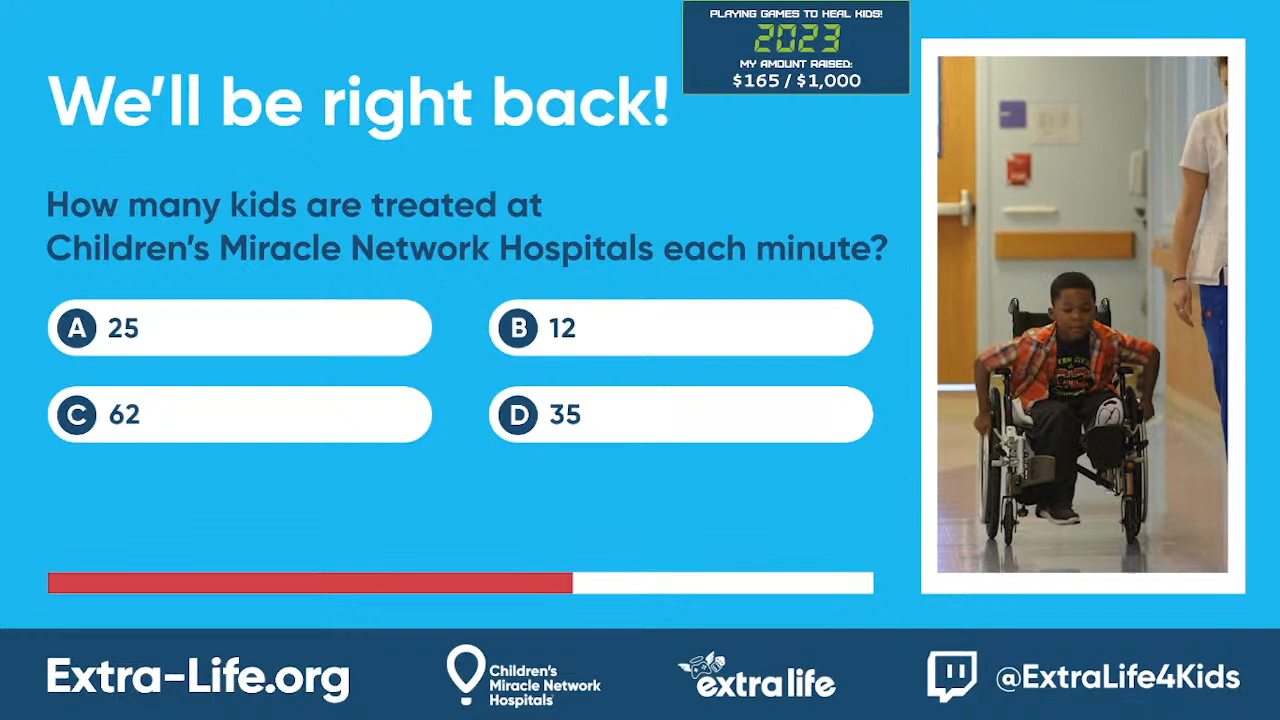 PLAYING GAMES TO HEAL KIDS!
2023
MY AMOUNT RAISED:
$165 / $1,000
We'll be right back!
How many kids are treated at
Children's Miracle Network Hospitals each minute?
A 25
B 12
C 62
D 35
Extra-Life.org
Children's
Miracle Network
Hospitals
extra life
@ExtraLife4Kids